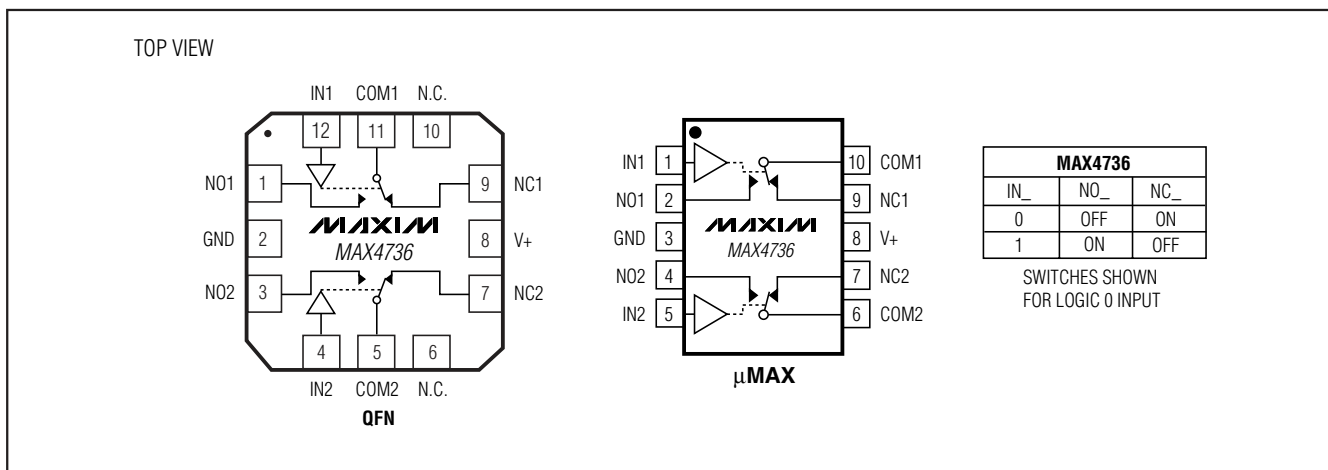 TOP VIEW
IN1 COM1 N.C.
12 11 10
NO1 1 9 NC1
MAXIM
GND 2 8 V+
MAX4736
NO2 3 7 NC2
4 5 6
IN2 COM2 N.C.
QFN
IN1 1 10 COM1
NO1 2 9 NC1
MAXIM
GND 3 8 V+
MAX4736
NO2 4 7 NC2
IN2 5 6 COM2
µMAX
MAX4736
IN_ NO_ NC_
0 OFF ON
1 ON OFF
SWITCHES SHOWN
FOR LOGIC 0 INPUT